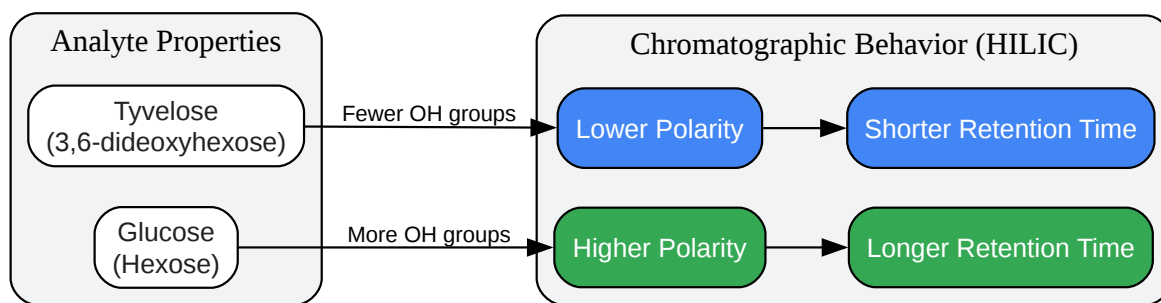 Analyte Properties
Chromatographic Behavior (HILIC)
Tyvelose
(3,6-dideoxyhexose)
Fewer OH groups
Lower Polarity
Shorter Retention Time
Glucose
(Hexose)
More OH groups
Higher Polarity
Longer Retention Time